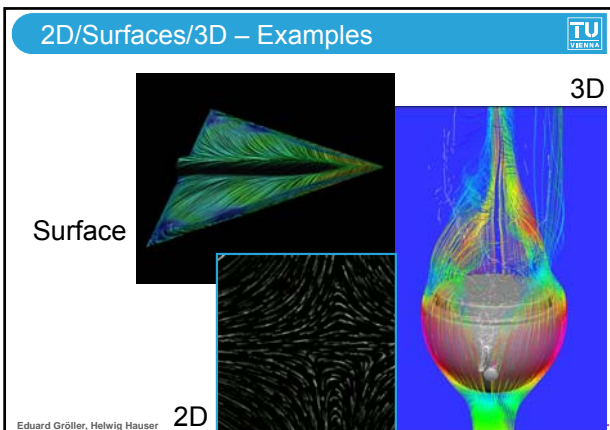 2D/Surfaces/3D – Examples
TU
VIENNA
3D
Surface
2D
Eduard Gröller, Helwig Hauser